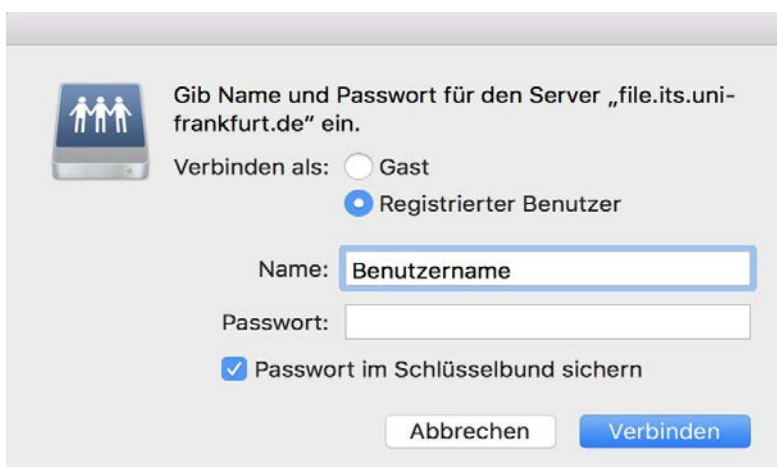 Gib Name und Passwort für den Server „file.its.uni-
frankfurt.de“ ein.
Verbinden als: Gast
Registrierter Benutzer
Name: Benutzername
Passwort:
Passwort im Schlüsselbund sichern
Abbrechen Verbinden